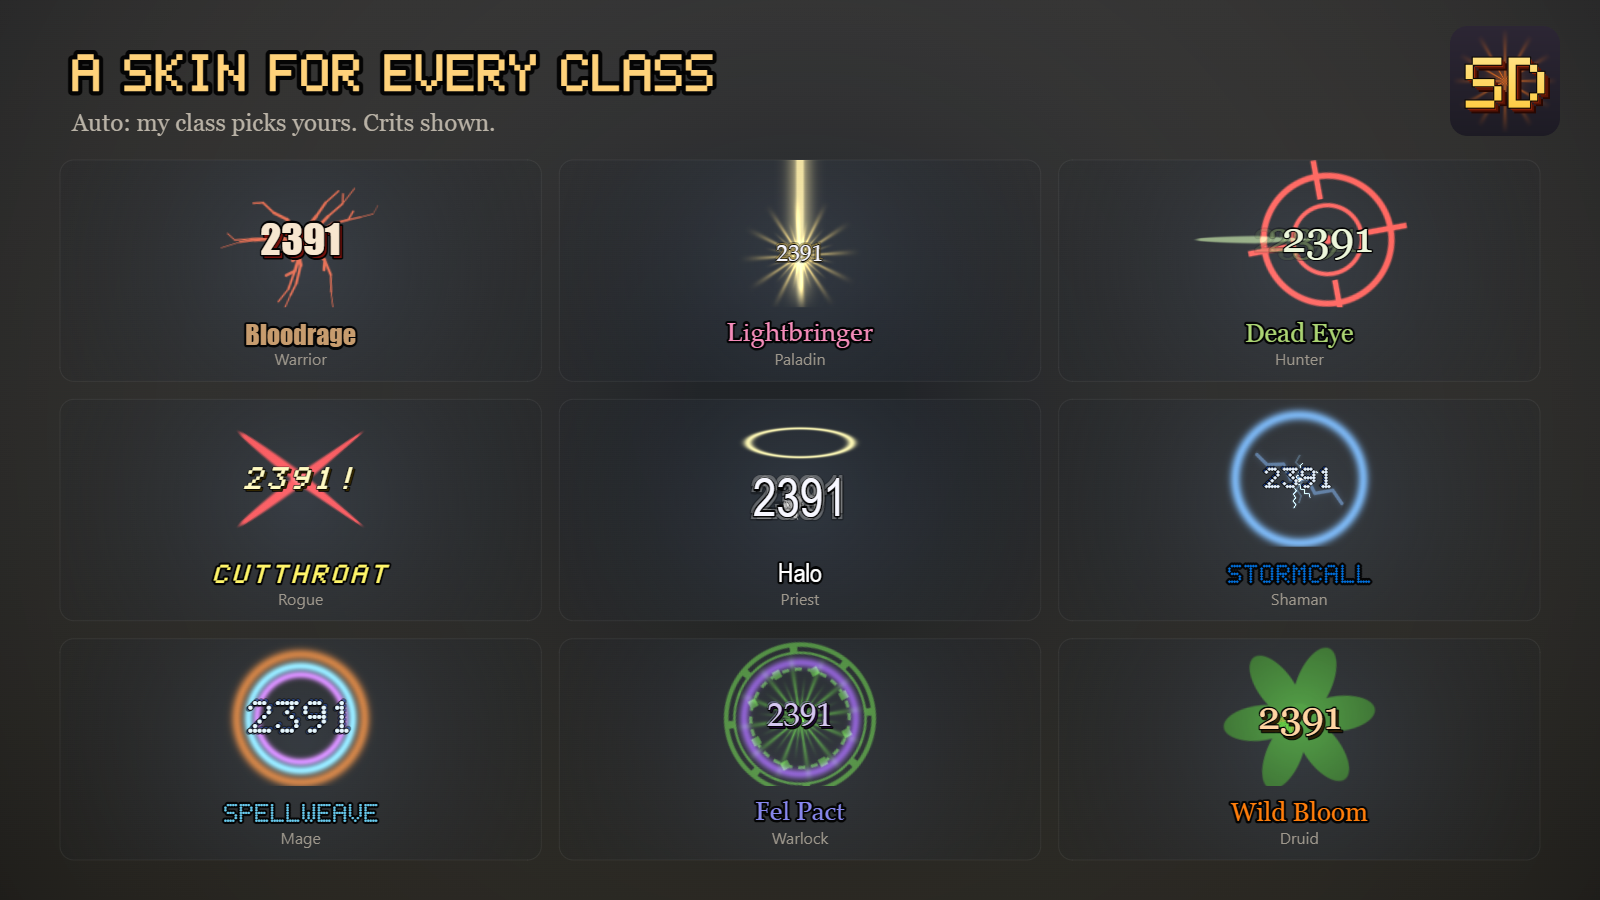 A SKIN FOR EVERY CLASS
SD
Auto: my class picks yours. Crits shown.
2391
2391
2391
Bloodrage
Lightbringer
Dead Eye
Warrior
Paladin
Hunter
2391!
2391
2391
CUTTHROAT
Halo
STORMCALL
Rogue
Priest
Shaman
2391
2391
2391
SPELLWEAVE
Fel Pact
Wild Bloom
Mage
Warlock
Druid